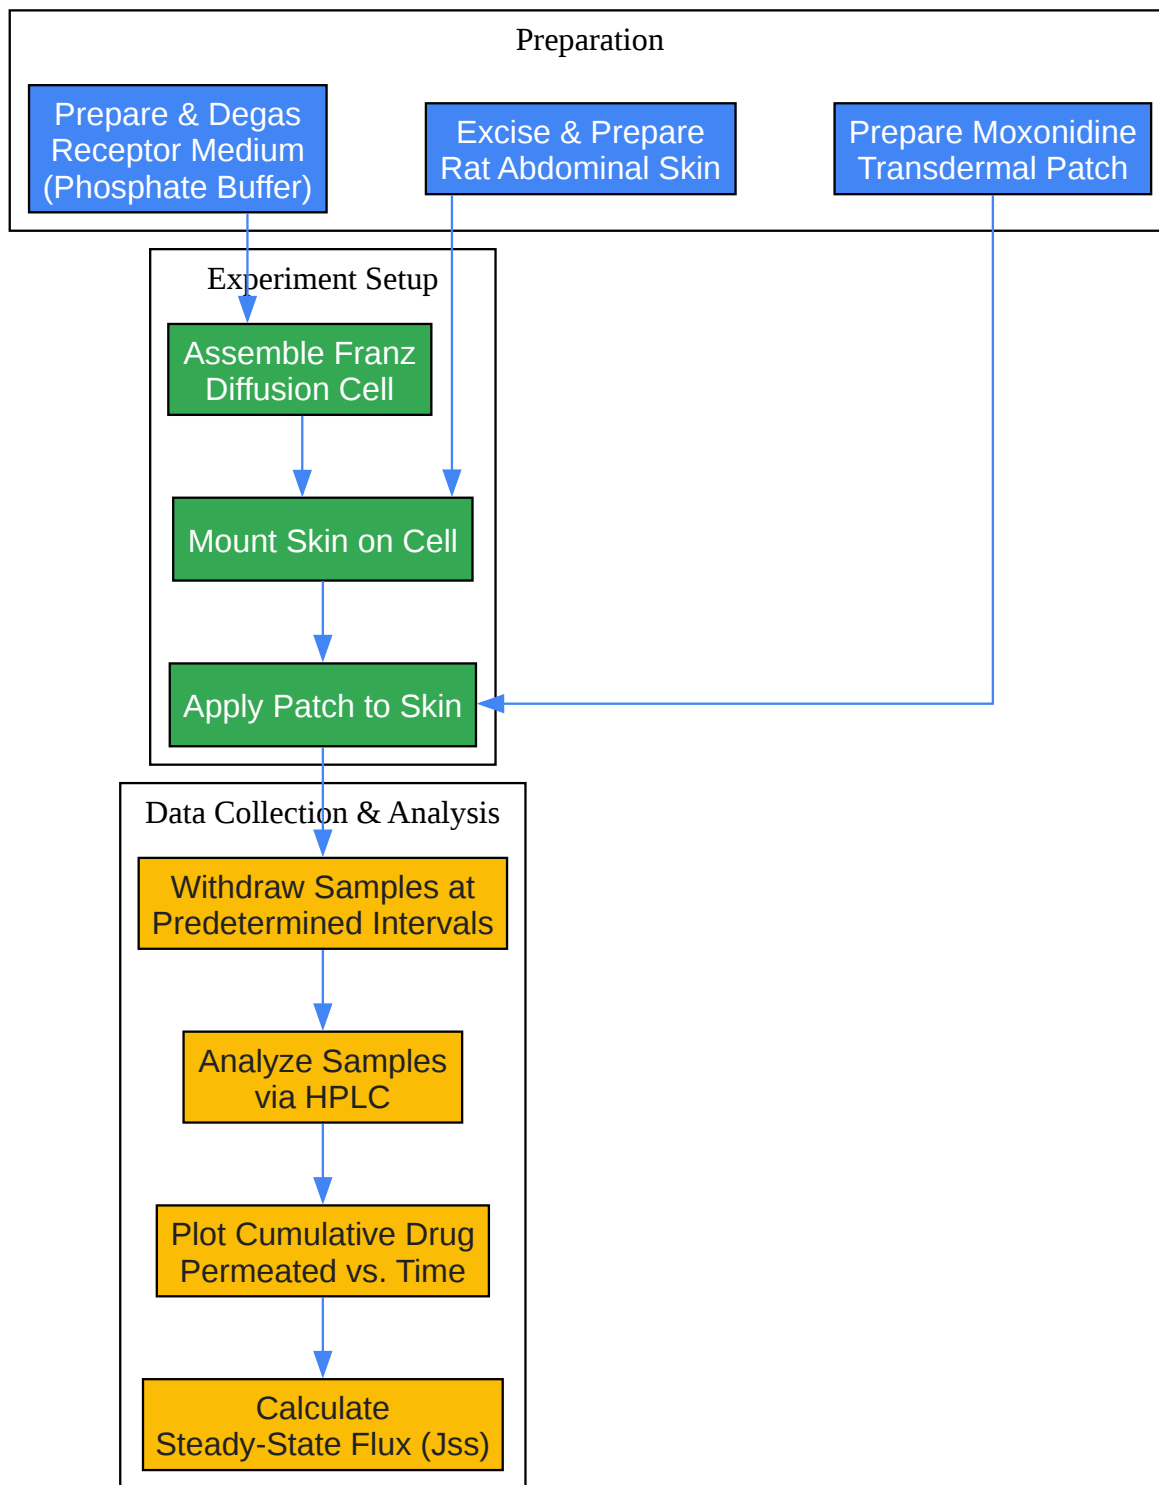 Preparation
Prepare & Degas
Receptor Medium
(Phosphate Buffer)
Excise & Prepare
Rat Abdominal Skin
Prepare Moxonidine
Transdermal Patch
Experiment Setup
Assemble Franz
Diffusion Cell
Mount Skin on Cell
Apply Patch to Skin
Data Collection & Analysis
Withdraw Samples at
Predetermined Intervals
Analyze Samples
via HPLC
Plot Cumulative Drug
Permeated vs. Time
Calculate
Steady-State Flux (Jss)